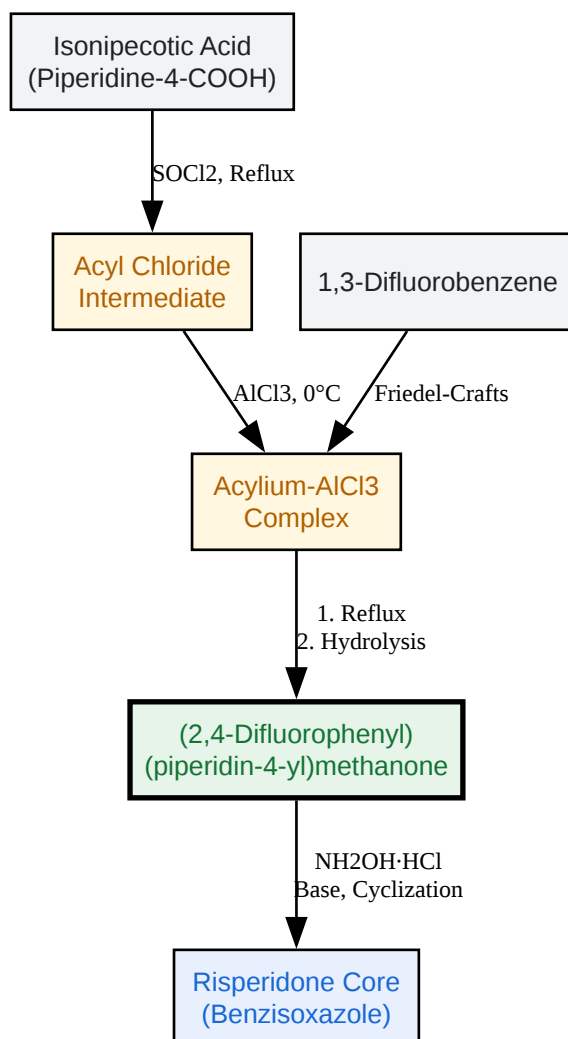 Isonipecotic Acid
(Piperidine-4-COOH)
SOCl2, Reflux
Acyl Chloride
Intermediate
1,3-Difluorobenzene
AlCl3, 0°C
Friedel-Crafts
Acylium-AlCl3
Complex
1. Reflux
2. Hydrolysis
(2,4-Difluorophenyl)
(piperidin-4-yl)methanone
NH2OH·HCl
Base, Cyclization
Risperidone Core
(Benzisoxazole)